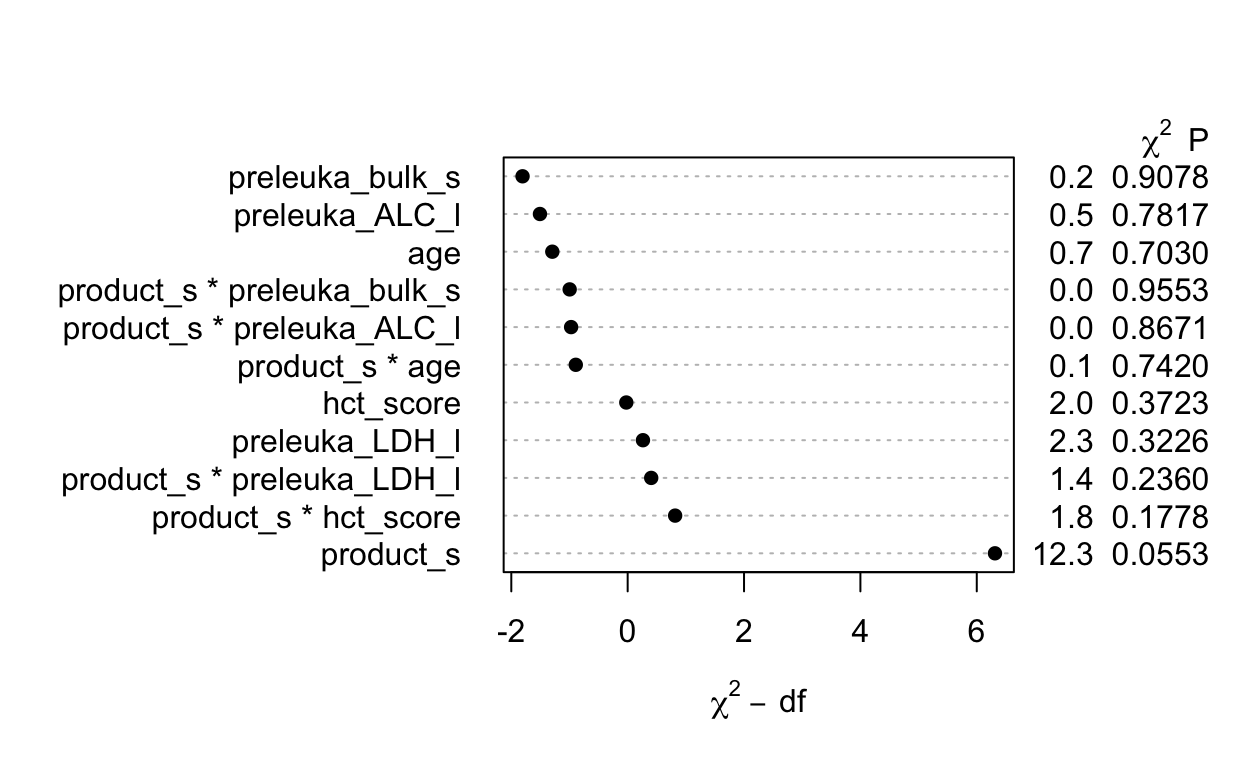 χ² P
preleuka_bulk_s 0.2 0.9078
preleuka_ALC_l 0.5 0.7817
age 0.7 0.7030
product_s * preleuka_bulk_s 0.0 0.9553
product_s * preleuka_ALC_l 0.0 0.8671
product_s * age 0.1 0.7420
hct_score 2.0 0.3723
preleuka_LDH_l 2.3 0.3226
product_s * preleuka_LDH_l 1.4 0.2360
product_s * hct_score 1.8 0.1778
product_s 12.3 0.0553
-2 0 2 4 6
χ² − df